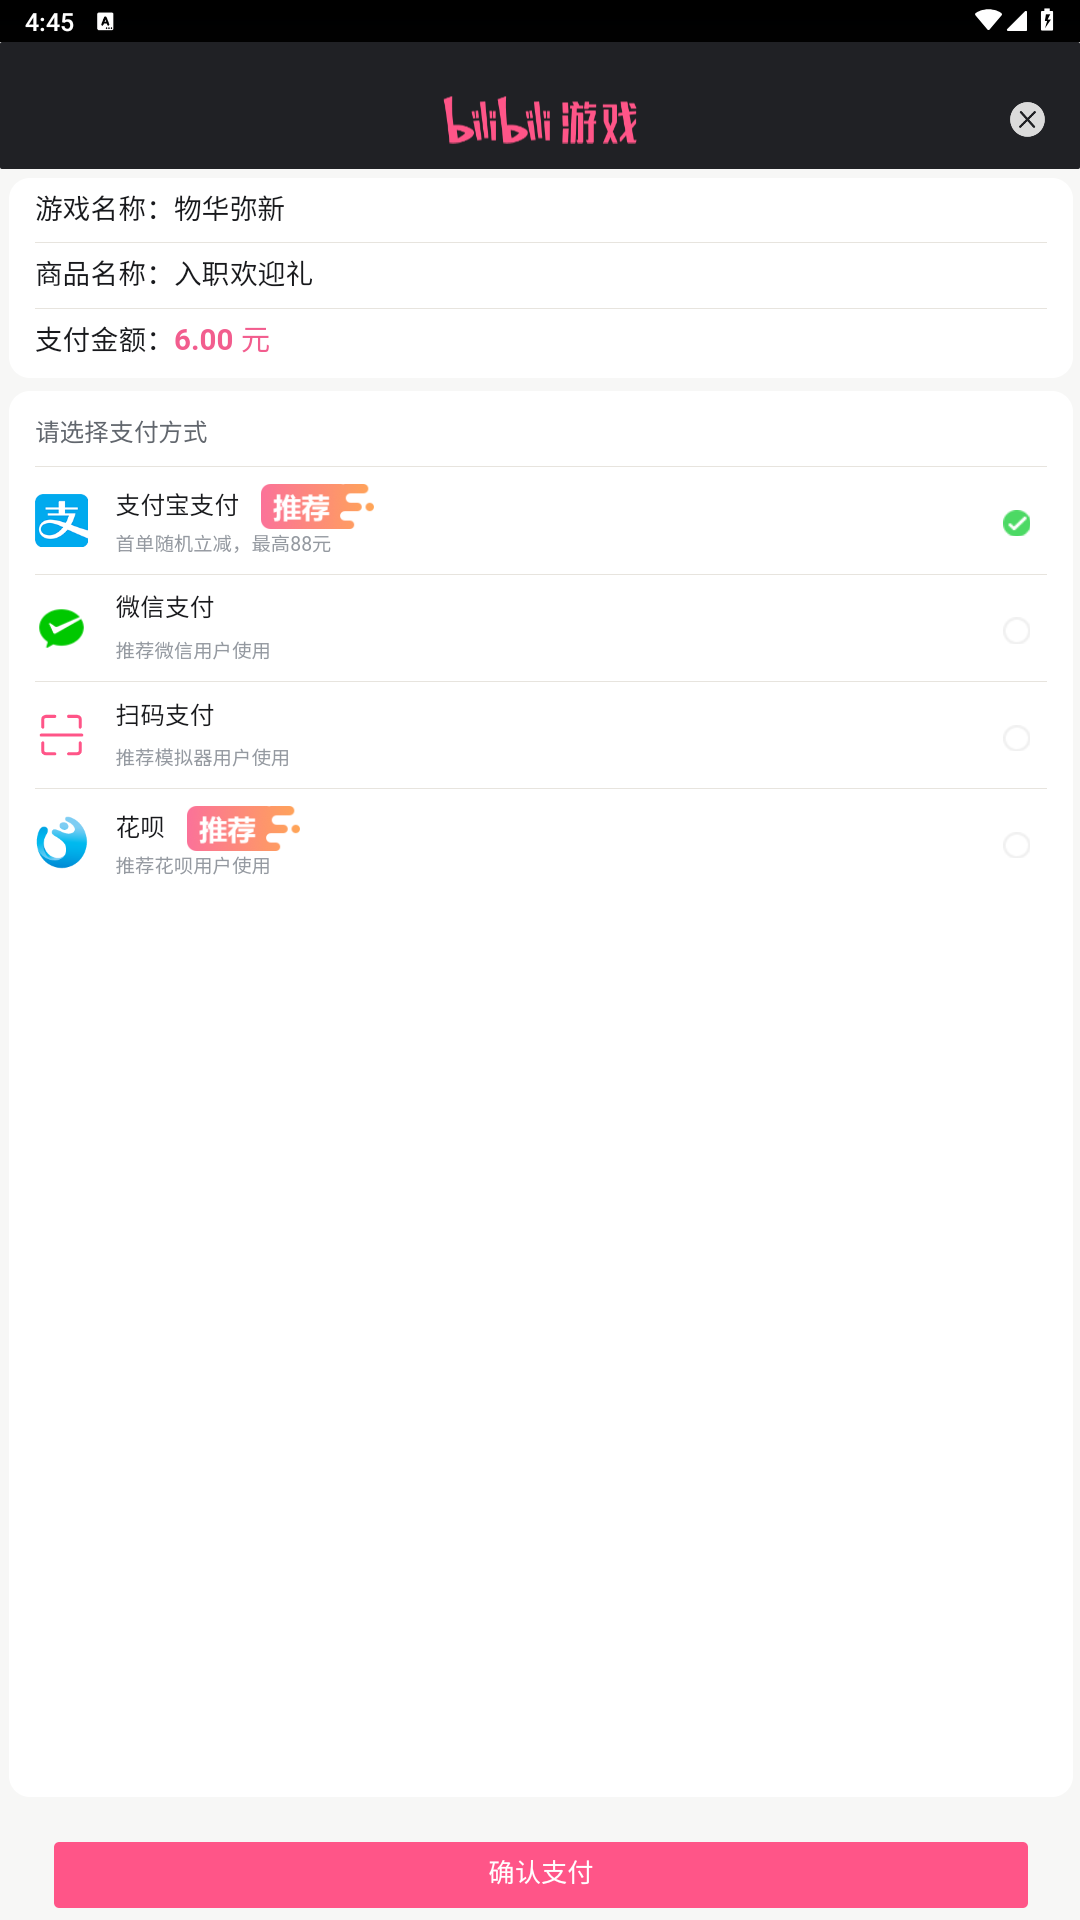 4:45
bilibili 游戏
游戏名称：物华弥新
商品名称：入职欢迎礼
支付金额：6.00 元
请选择支付方式
支付宝支付 推荐
首单随机立减，最高88元
微信支付
推荐微信用户使用
扫码支付
推荐模拟器用户使用
花呗 推荐
推荐花呗用户使用
确认支付